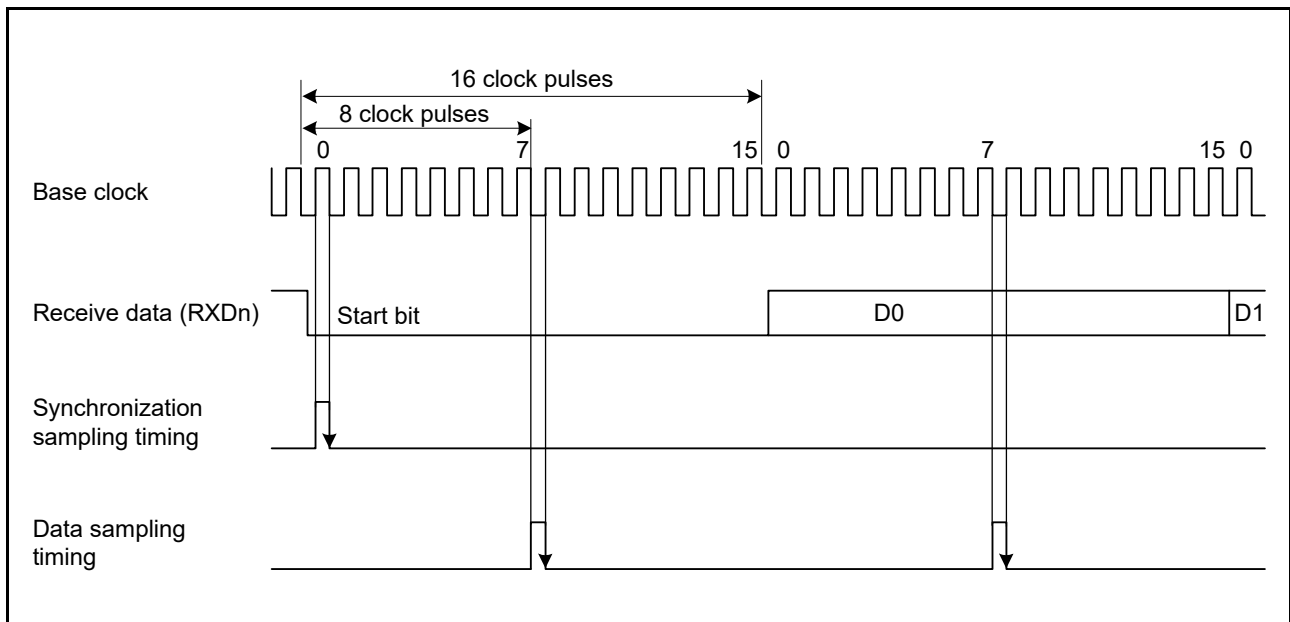 16 clock pulses
8 clock pulses
0 7 15 0 7 15 0
Base clock
Receive data (RXDn)
Start bit
D0
D1
Synchronization
sampling timing
Data sampling
timing